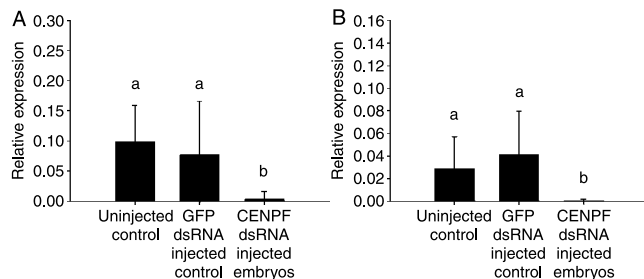 A
Relative expression
0.30
0.25
0.20
0.15
0.10
0.05
0.00
a
a
b
Uninjected
control
GFP
dsRNA
injected
control
CENPF
dsRNA
injected
embryos
B
Relative expression
0.16
0.14
0.12
0.10
0.08
0.06
0.04
0.02
0.00
a
a
b
Uninjected
control
GFP
dsRNA
injected
control
CENPF
dsRNA
injected
embryos